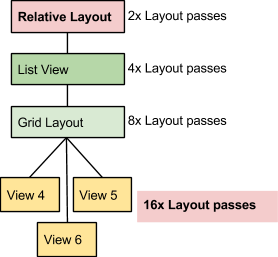 Relative Layout 2x Layout passes
List View 4x Layout passes
Grid Layout 8x Layout passes
View 4 View 5
16x Layout passes
View 6